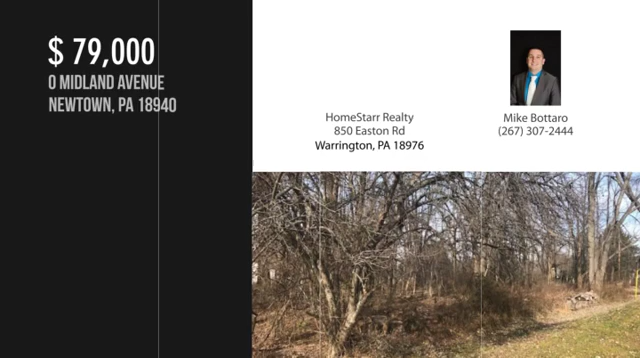 $ 79,000
0 MIDLAND AVENUE
NEWTOWN, PA 18940
HomeStarr Realty
850 Easton Rd
Warrington, PA 18976
Mike Bottaro
(267) 307-2444